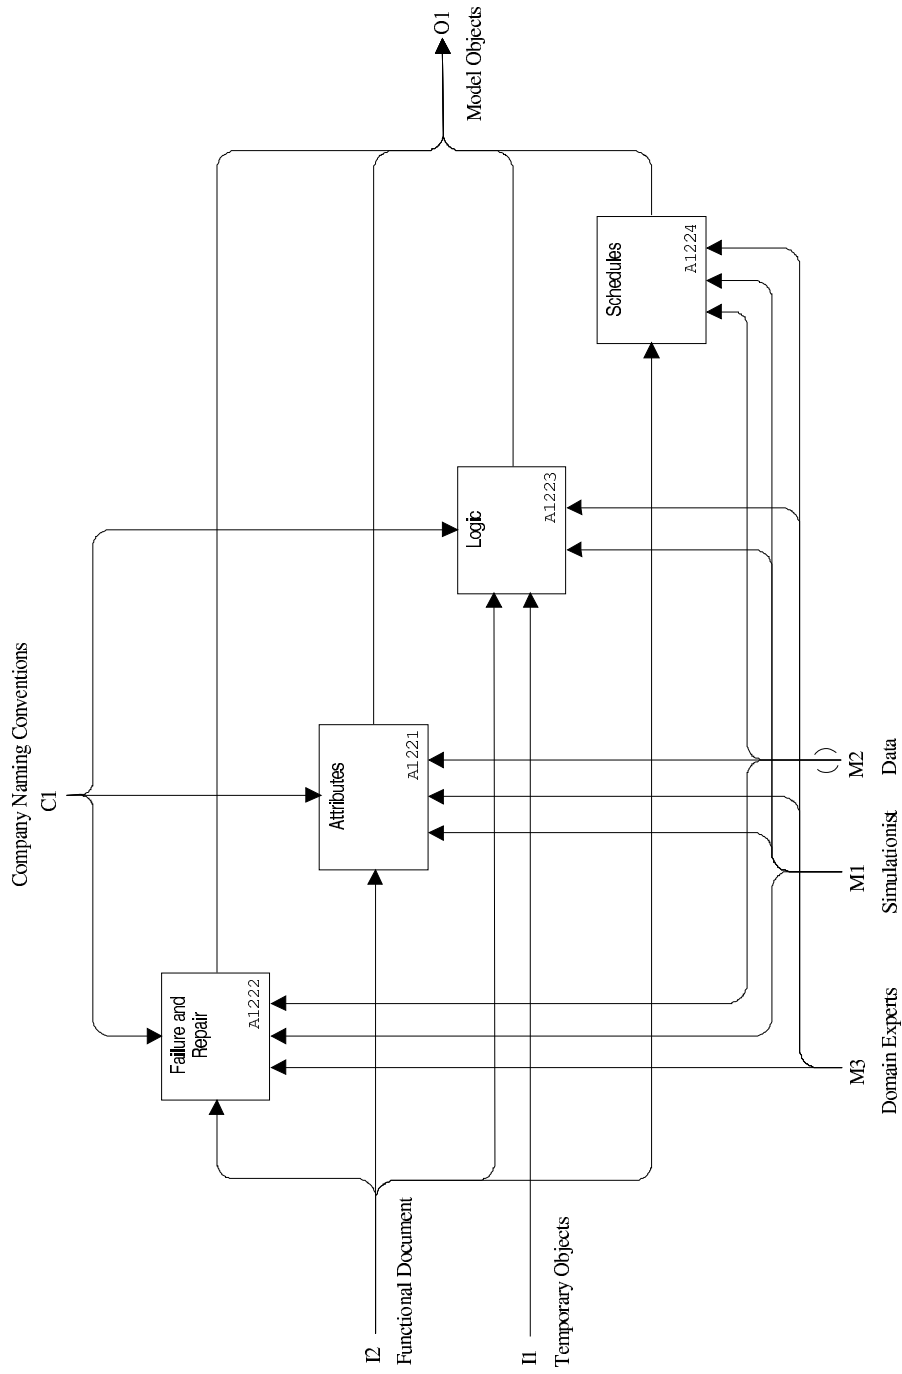 Company Naming Conventions
C1
Failure and
Repair
A1222
Attributes
A1221
Logic
A1223
Schedules
A1224
I2
Functional Document
I1
Temporary Objects
M3
Domain Experts
M1
Simulationist
M2
Data
O1
Model Objects